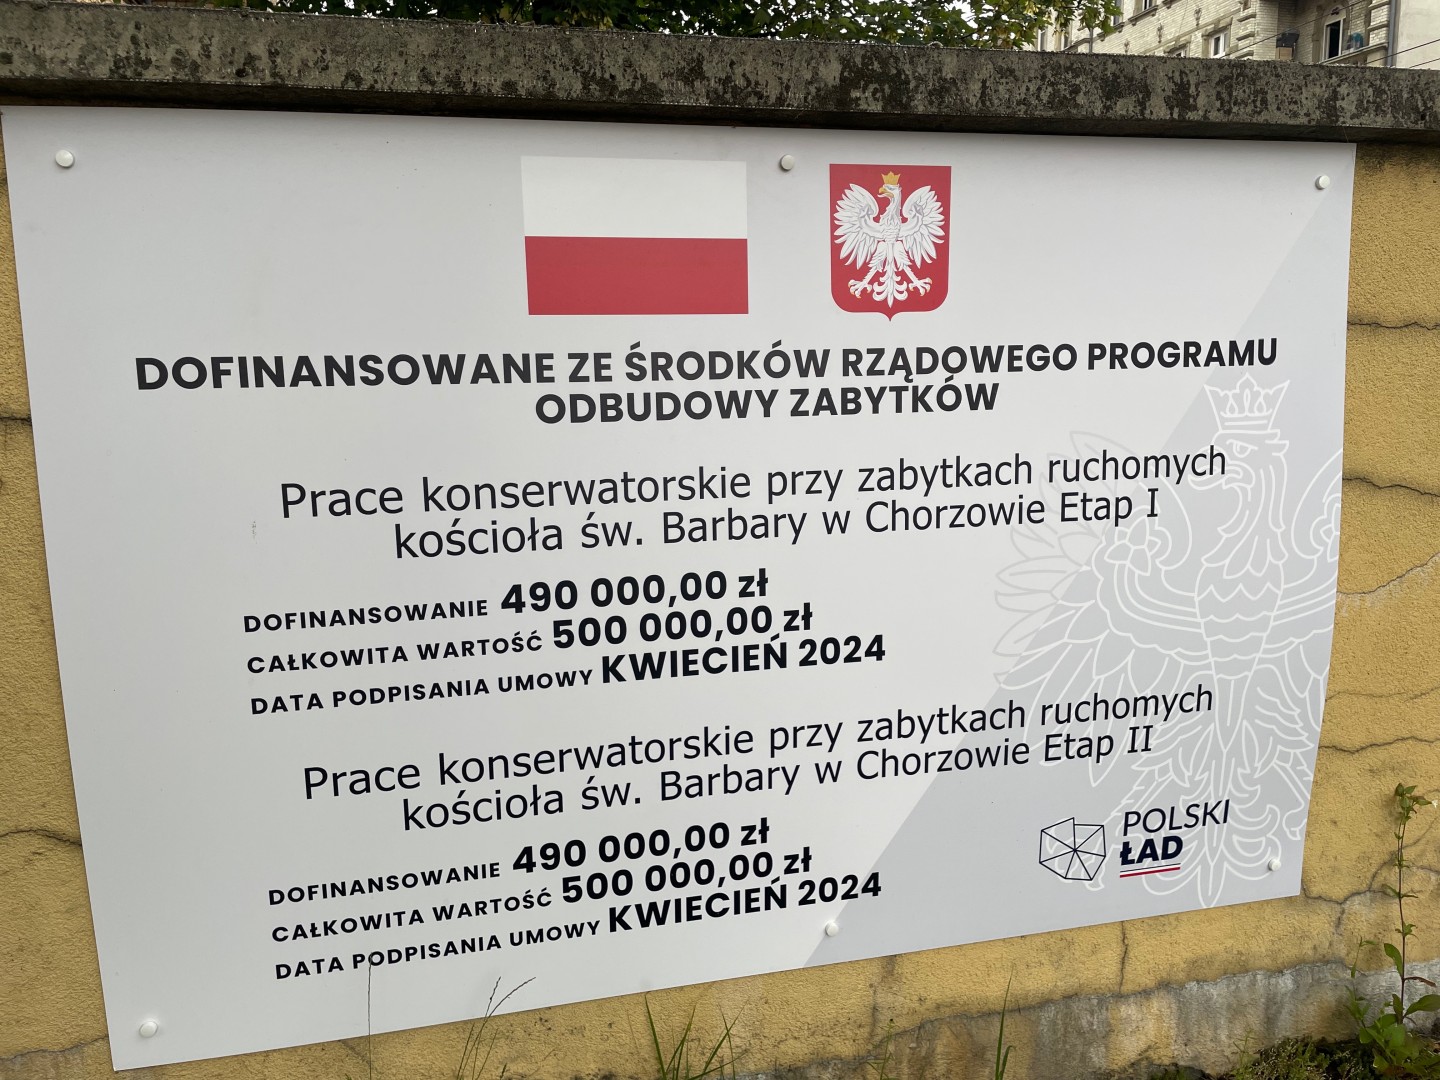 DOFINANSOWANE ZE ŚRODKÓW RZĄDOWEGO PROGRAMU
ODBUDOWY ZABYTKÓW
Prace konserwatorskie przy zabytkach ruchomych
kościoła św. Barbary w Chorzowie Etap I
DOFINANSOWANIE 490 000,00 zł
CAŁKOWITA WARTOŚĆ 500 000,00 zł
DATA PODPISANIA UMOWY KWIECIEŃ 2024
Prace konserwatorskie przy zabytkach ruchomych
kościoła św. Barbary w Chorzowie Etap II
DOFINANSOWANIE 490 000,00 zł
CAŁKOWITA WARTOŚĆ 500 000,00 zł
DATA PODPISANIA UMOWY KWIECIEŃ 2024
POLSKI
ŁAD